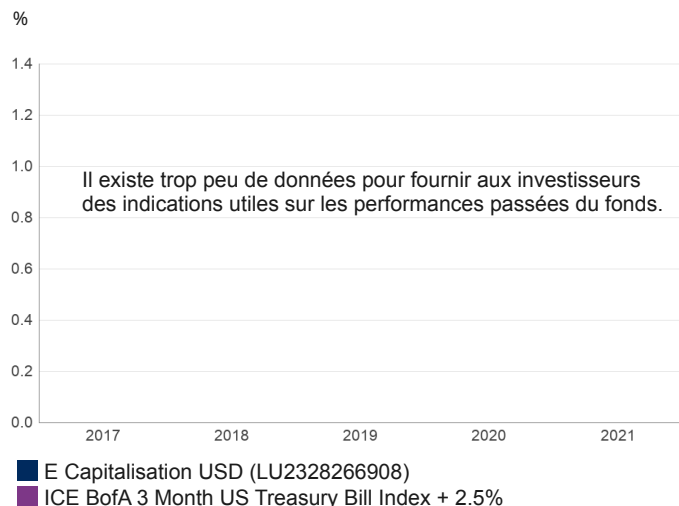 %
1.4
1.2
1.0
Il existe trop peu de données pour fournir aux investisseurs
des indications utiles sur les performances passées du fonds.
0.8
0.6
0.4
0.2
0.0
2017 2018 2019 2020 2021
E Capitalisation USD (LU2328266908)
ICE BofA 3 Month US Treasury Bill Index + 2.5%